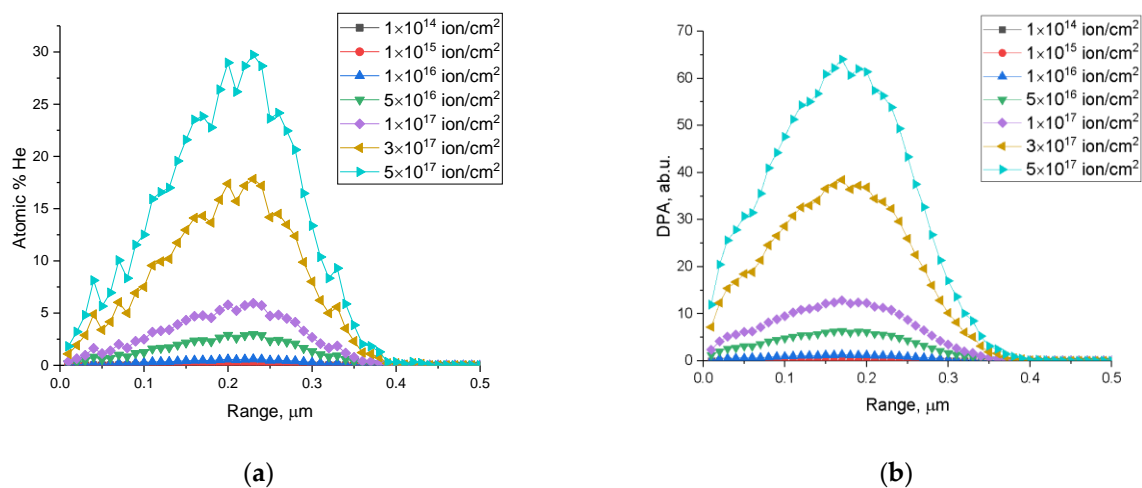 1×10¹⁴ ion/cm²
1×10¹⁵ ion/cm²
1×10¹⁶ ion/cm²
5×10¹⁶ ion/cm²
1×10¹⁷ ion/cm²
3×10¹⁷ ion/cm²
5×10¹⁷ ion/cm²
Atomic % He
30
25
20
15
10
5
0
0.0 0.1 0.2 0.3 0.4 0.5
Range, μm
(a)
1×10¹⁴ ion/cm²
1×10¹⁵ ion/cm²
1×10¹⁶ ion/cm²
5×10¹⁶ ion/cm²
1×10¹⁷ ion/cm²
3×10¹⁷ ion/cm²
5×10¹⁷ ion/cm²
DPA, ab.u.
70
60
50
40
30
20
10
0
0.0 0.1 0.2 0.3 0.4 0.5
Range, μm
(b)